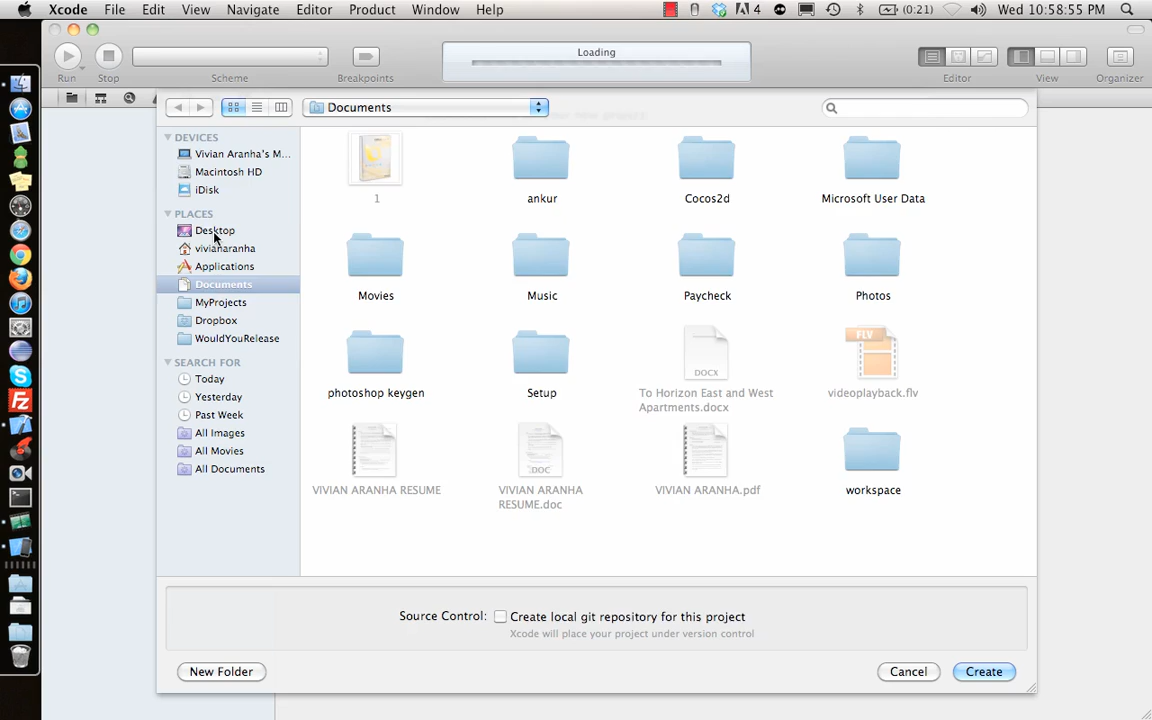 Xcode File Edit View Navigate Editor Product Window Help
4 (0:21) Wed 10:58:55 PM
Loading
Run Stop Scheme Breakpoints Editor View Organizer
Documents
DEVICES
Vivian Aranha's M...
Macintosh HD
iDisk
PLACES
Desktop
vivianaranha
Applications
Documents
MyProjects
Dropbox
WouldYouRelease
SEARCH FOR
Today
Yesterday
Past Week
All Images
All Movies
All Documents
1 ankur Cocos2d Microsoft User Data
Movies Music Paycheck Photos
DOCX FLV
photoshop keygen Setup To Horizon East and West Apartments.docx videoplayback.flv
DOC
VIVIAN ARANHA RESUME VIVIAN ARANHA RESUME.doc VIVIAN ARANHA.pdf workspace
Source Control: Create local git repository for this project
Xcode will place your project under version control
New Folder Cancel Create